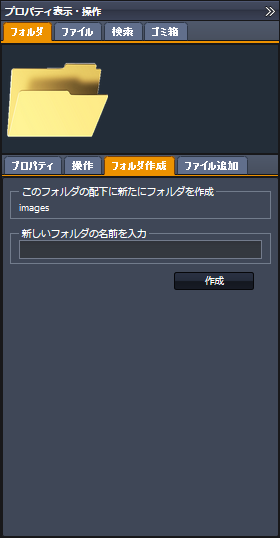 プロパティ表示・操作
フォルダ ファイル 検索 ゴミ箱
プロパティ 操作 フォルダ作成 ファイル追加
このフォルダの配下に新たにフォルダを作成
images
新しいフォルダの名前を入力
作成